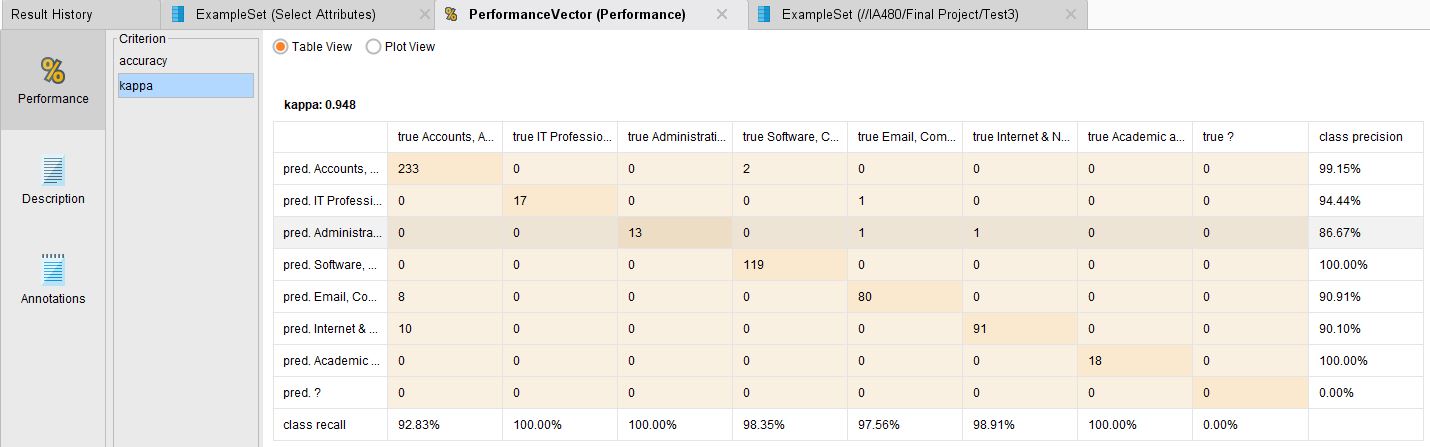 Result History ExampleSet (Select Attributes) PerformanceVector (Performance) ExampleSet (//IA480/Final Project/Test3)
Criterion
accuracy
kappa
Performance
Description
Annotations
Table View Plot View
kappa: 0.948
true Accounts, A... true IT Professio... true Administrati... true Software, C... true Email, Com... true Internet & N... true Academic a... true ? class precision
pred. Accounts, ... 233 0 0 2 0 0 0 0 99.15%
pred. IT Professi... 0 17 0 0 1 0 0 0 94.44%
pred. Administra... 0 0 13 0 1 1 0 0 86.67%
pred. Software, ... 0 0 0 119 0 0 0 0 100.00%
pred. Email, Co... 8 0 0 0 80 0 0 0 90.91%
pred. Internet & ... 10 0 0 0 0 91 0 0 90.10%
pred. Academic ... 0 0 0 0 0 0 18 0 100.00%
pred. ? 0 0 0 0 0 0 0 0 0.00%
class recall 92.83% 100.00% 100.00% 98.35% 97.56% 98.91% 100.00% 0.00%